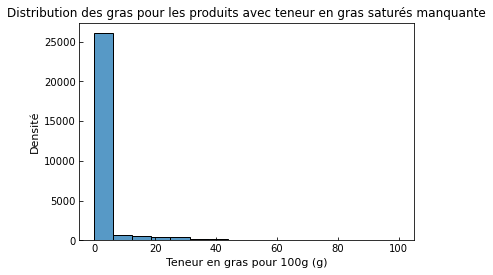 Distribution des gras pour les produits avec teneur en gras saturés manquante
25000
20000
15000
10000
5000
0
Densité
0 20 40 60 80 100
Teneur en gras pour 100g (g)